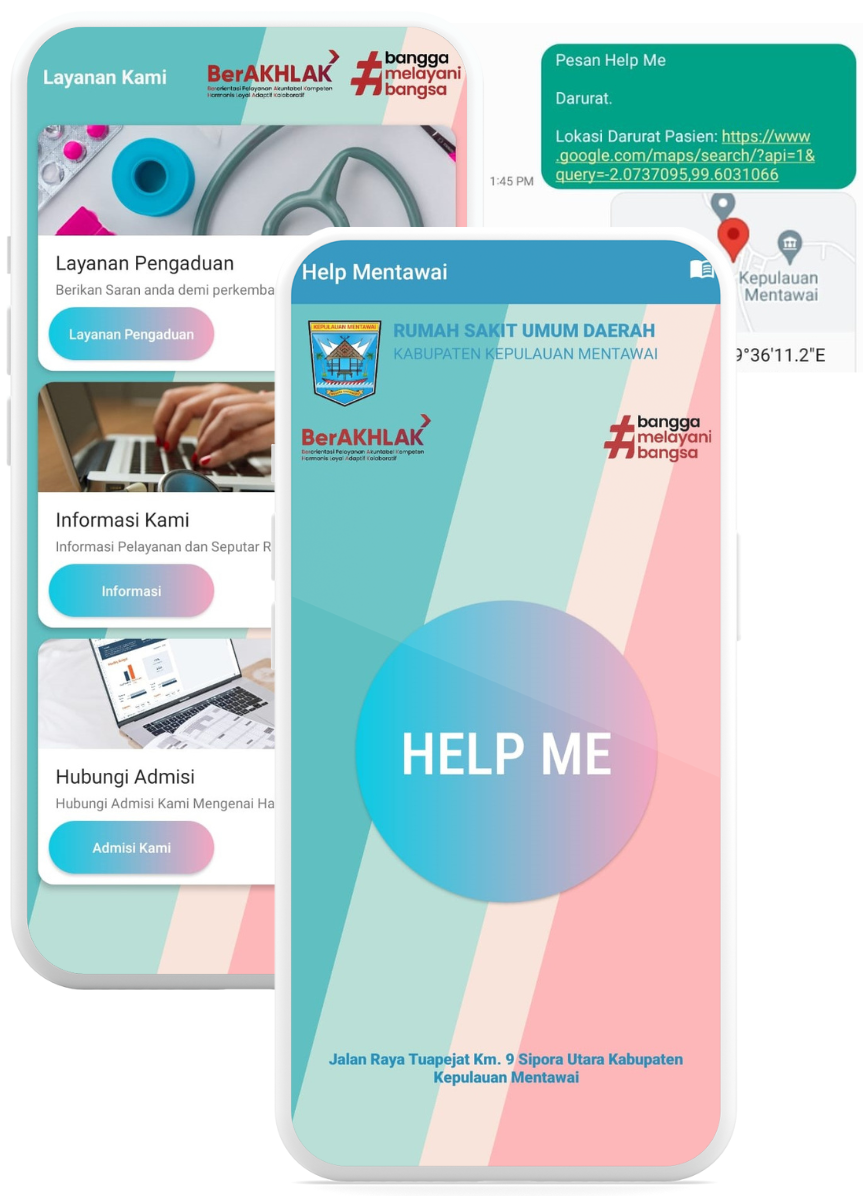 Layanan Kami
BerAKHLAK
Berorientasi Pelayanan Akuntabel Kompeten
Harmonis Loyal Adaptif Kolaboratif
#bangga
melayani
bangsa
Layanan Pengaduan
Berikan Saran anda demi perkemba
Layanan Pengaduan
Informasi Kami
Informasi Pelayanan dan Seputar R
Informasi
Hubungi Admisi
Hubungi Admisi Kami Mengenai Ha
Admisi Kami
Pesan Help Me
Darurat.
Lokasi Darurat Pasien: https://www
.google.com/maps/search/?api=1&
query=-2.0737095,99.6031066
1:45 PM
Kepulauan
Mentawai
9°36'11.2"E
Help Mentawai
KEPULAUAN MENTAWAI
RUMAH SAKIT UMUM DAERAH
KABUPATEN KEPULAUAN MENTAWAI
BerAKHLAK
Berorientasi Pelayanan Akuntabel Kompeten
Harmonis Loyal Adaptif Kolaboratif
#bangga
melayani
bangsa
HELP ME
Jalan Raya Tuapejat Km. 9 Sipora Utara Kabupaten
Kepulauan Mentawai